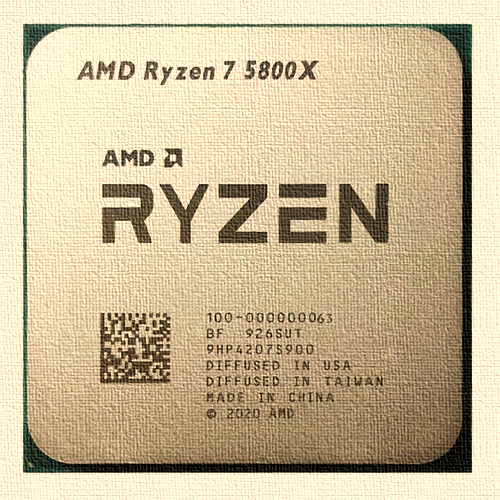 AMD Ryzen 7 5800X
AMD
RYZEN
100-000000063
BF 926SUT
9HP4207S900
DIFFUSED IN USA
DIFFUSED IN TAIWAN
MADE IN CHINA
© 2020 AMD